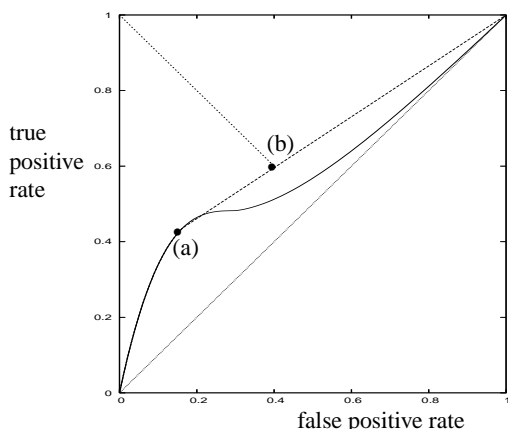 1
0.8
true
positive
rate
(b)
0.6
0.4
(a)
0.2
0
0 0.2 0.4 0.6 0.8 1
false positive rate